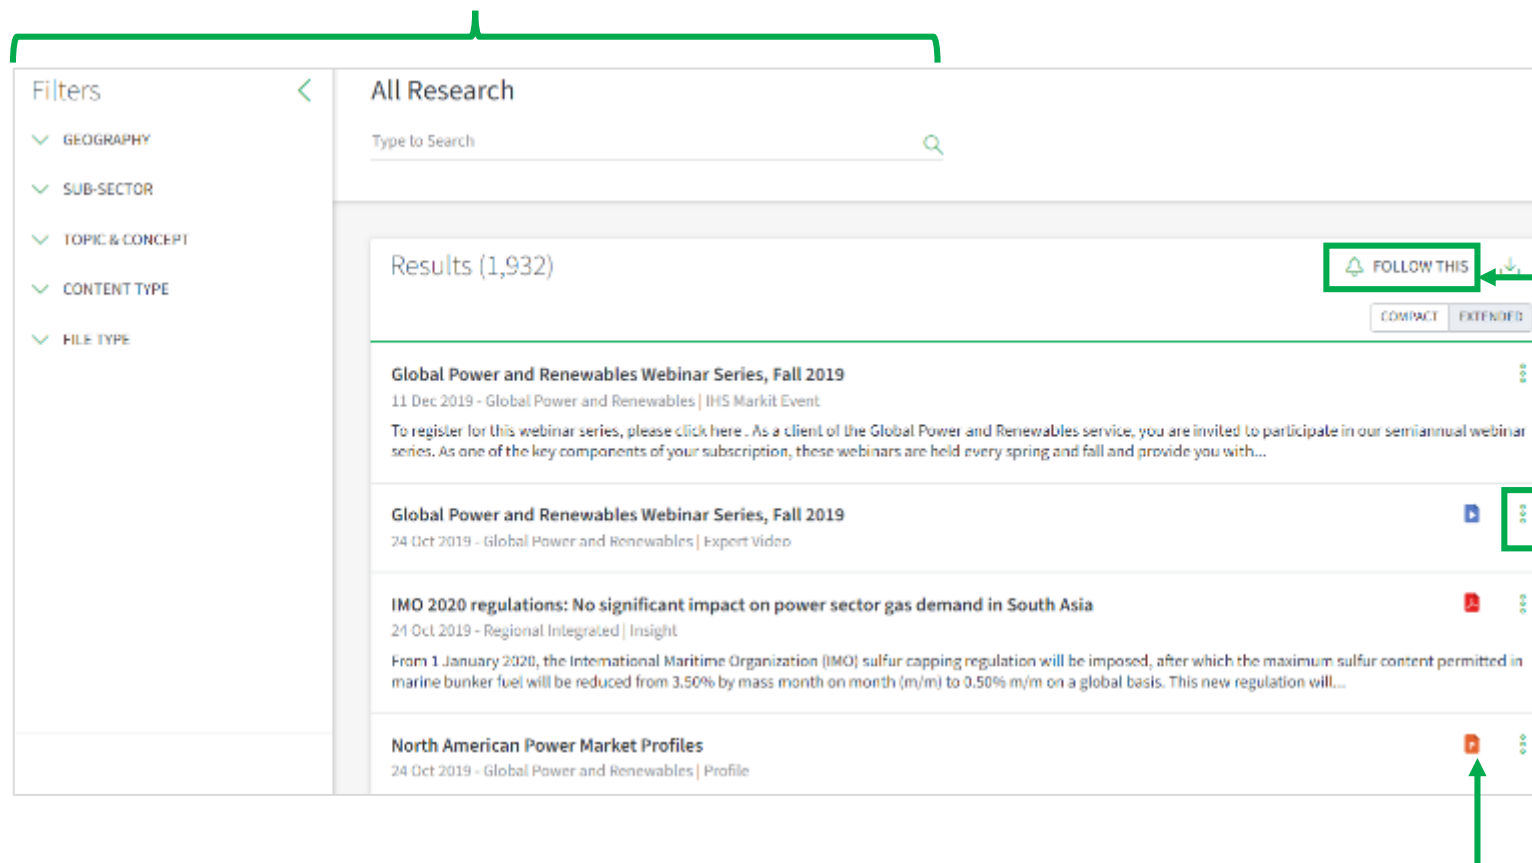 Filters
GEOGRAPHY
SUB-SECTOR
TOPIC & CONCEPT
CONTENT TYPE
FILE TYPE
All Research
Type to Search
Results (1,932)
FOLLOW THIS
COMPACT EXTENDED
Global Power and Renewables Webinar Series, Fall 2019
11 Dec 2019 - Global Power and Renewables | IHS Markit Event
To register for this webinar series, please click here . As a client of the Global Power and Renewables service, you are invited to participate in our semiannual webinar
series. As one of the key components of your subscription, these webinars are held every spring and fall and provide you with...
Global Power and Renewables Webinar Series, Fall 2019
24 Oct 2019 - Global Power and Renewables | Expert Video
IMO 2020 regulations: No significant impact on power sector gas demand in South Asia
24 Oct 2019 - Regional Integrated | Insight
From 1 January 2020, the International Maritime Organization (IMO) sulfur capping regulation will be imposed, after which the maximum sulfur content permitted in
marine bunker fuel will be reduced from 3.50% by mass month on month (m/m) to 0.50% m/m on a global basis. This new regulation will...
North American Power Market Profiles
24 Oct 2019 - Global Power and Renewables | Profile